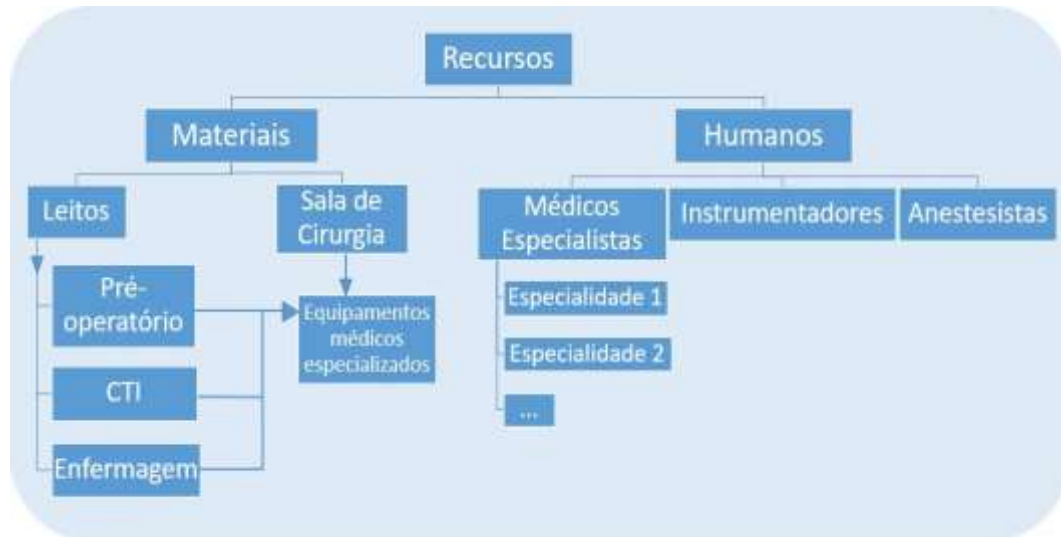 Recursos
Materiais
Humanos
Leitos
Sala de
Cirurgia
Médicos
Especialistas
Instrumentadores
Anestesistas
Pré-
operatório
CTI
Enfermagem
Equipamentos
médicos
especializados
Especialidade 1
Especialidade 2
...